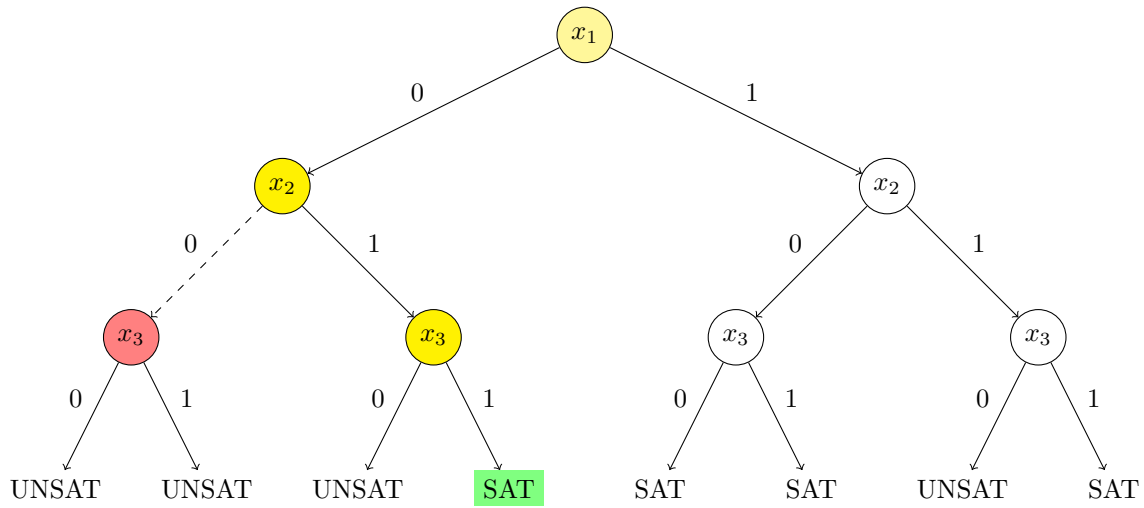 x₁
0 1
x₂ x₂
0 1 0 1
x₃ x₃ x₃ x₃
0 1 0 1 0 1 0 1
UNSAT UNSAT UNSAT SAT SAT SAT UNSAT SAT